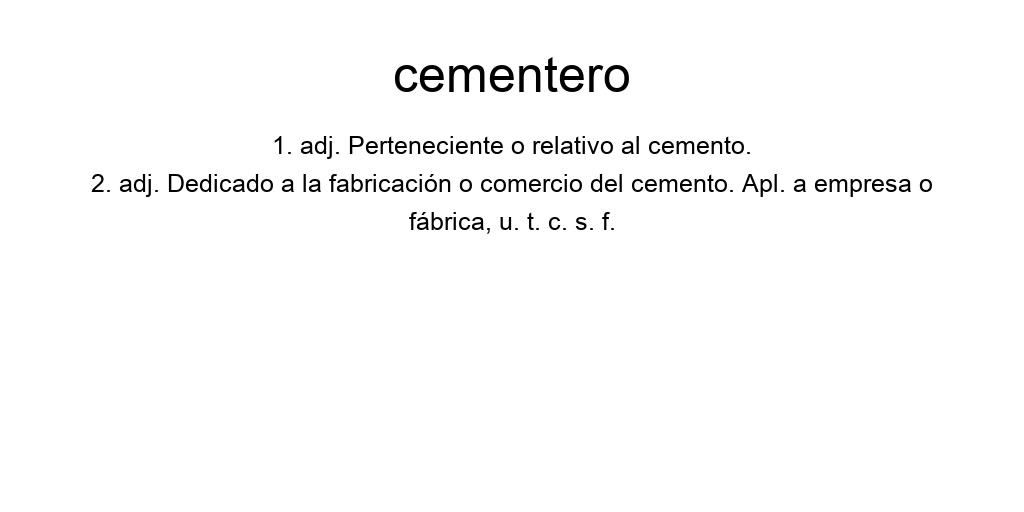 cementero
1. adj. Perteneciente o relativo al cemento.
2. adj. Dedicado a la fabricación o comercio del cemento. Apl. a empresa o
fábrica, u. t. c. s. f.